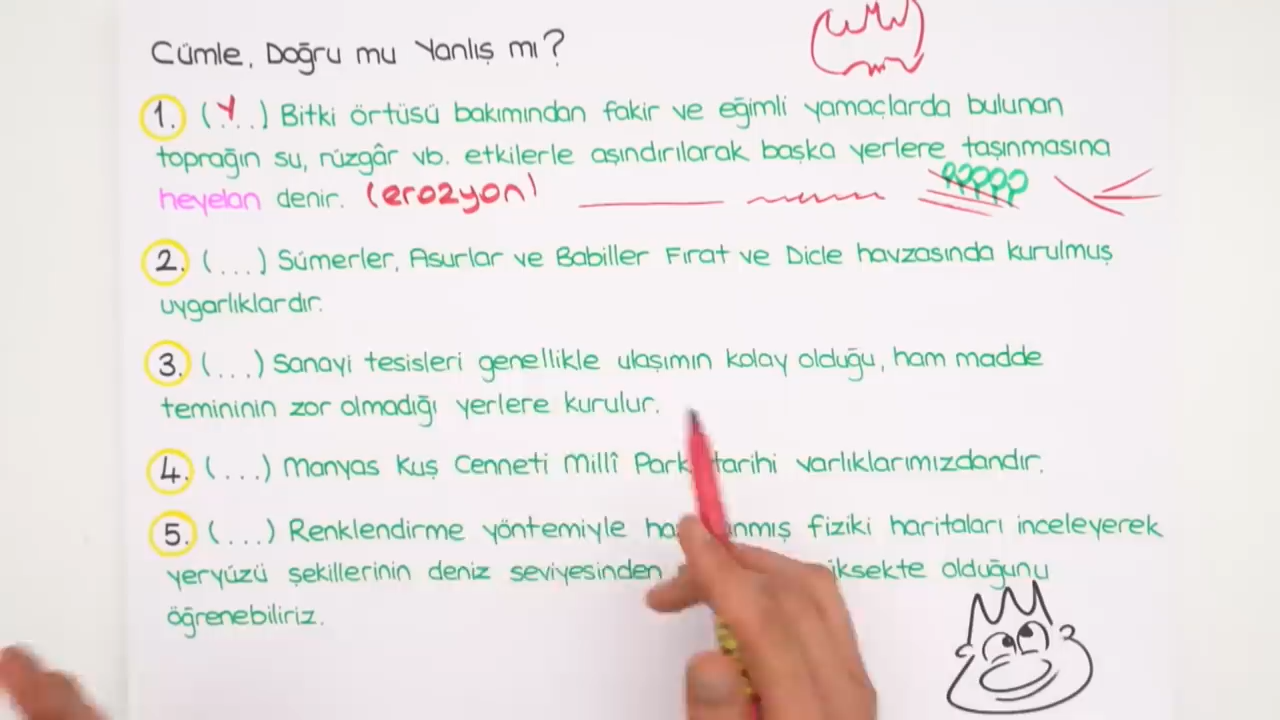 Cümle, Doğru mu Yanlış mı?
1. (.Y.) Bitki örtüsü bakımından fakir ve eğimli yamaçlarda bulunan
toprağın su, rüzgâr vb. etkilerle aşındırılarak başka yerlere taşınmasına
heyelan denir. (erozyon)
2. (...) Sümerler, Asurlar ve Babiller Fırat ve Dicle havzasında kurulmuş
uygarlıklardır.
3. (...) Sanayi tesisleri genellikle ulaşımın kolay olduğu, ham madde
temininin zor olmadığı yerlere kurulur.
4. (...) Manyas Kuş Cenneti Millî Park tarihi varlıklarımızdandır.
5. (...) Renklendirme yöntemiyle fiziki haritaları inceleyerek
yeryüzü şekillerinin deniz seviyesinden olduğunu
öğrenebiliriz.